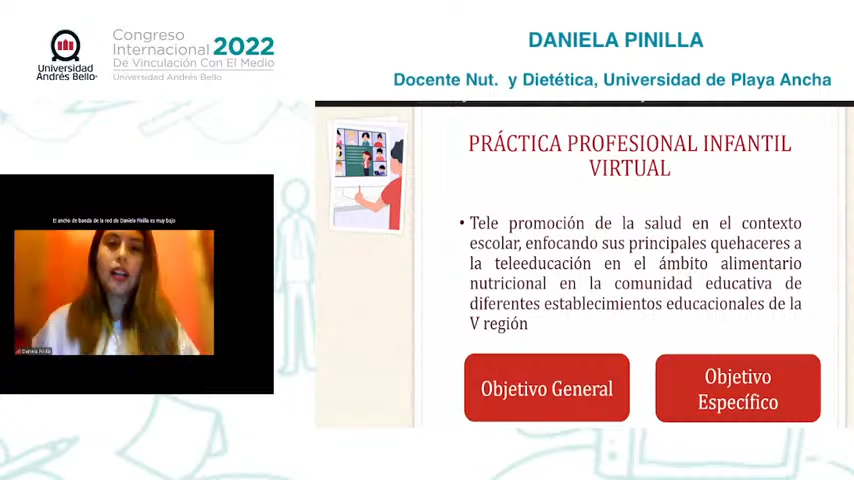 Universidad
Andrés Bello
Congreso
Internacional 2022
De Vinculación Con El Medio
Universidad Andrés Bello
DANIELA PINILLA
Docente Nut. y Dietética, Universidad de Playa Ancha
El ancho de banda de la red de Daniela Pinilla es muy bajo
Daniela Pinilla
PRÁCTICA PROFESIONAL INFANTIL
VIRTUAL
• Tele promoción de la salud en el contexto
escolar, enfocando sus principales quehaceres a
la teleeducación en el ámbito alimentario
nutricional en la comunidad educativa de
diferentes establecimientos educacionales de la
V región
Objetivo General
Objetivo
Específico